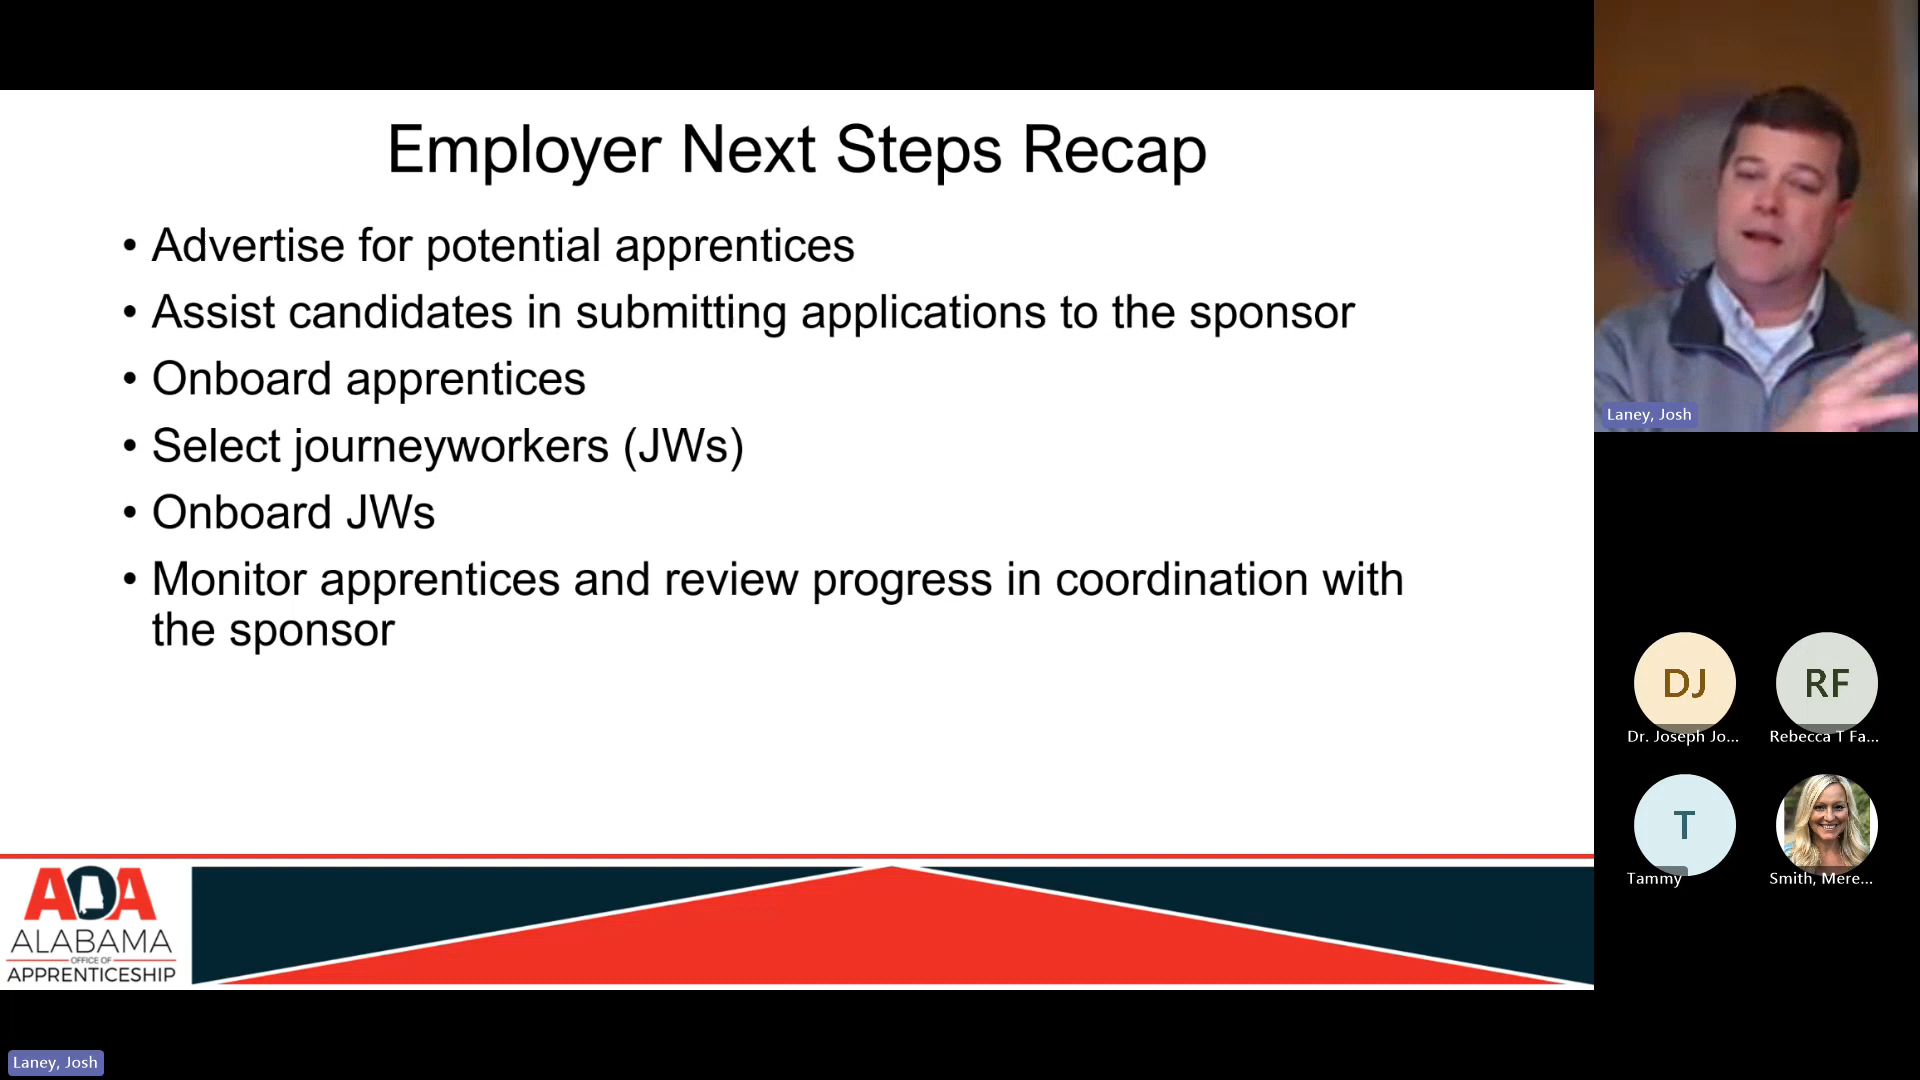 Employer Next Steps Recap
• Advertise for potential apprentices
• Assist candidates in submitting applications to the sponsor
• Onboard apprentices
• Select journeyworkers (JWs)
• Onboard JWs
• Monitor apprentices and review progress in coordination with
the sponsor
AOA
ALABAMA
OFFICE OF
APPRENTICESHIP
Laney, Josh
Laney, Josh
DJ
Dr. Joseph Jo...
RF
Rebecca T Fa...
T
Tammy
Smith, Mere...